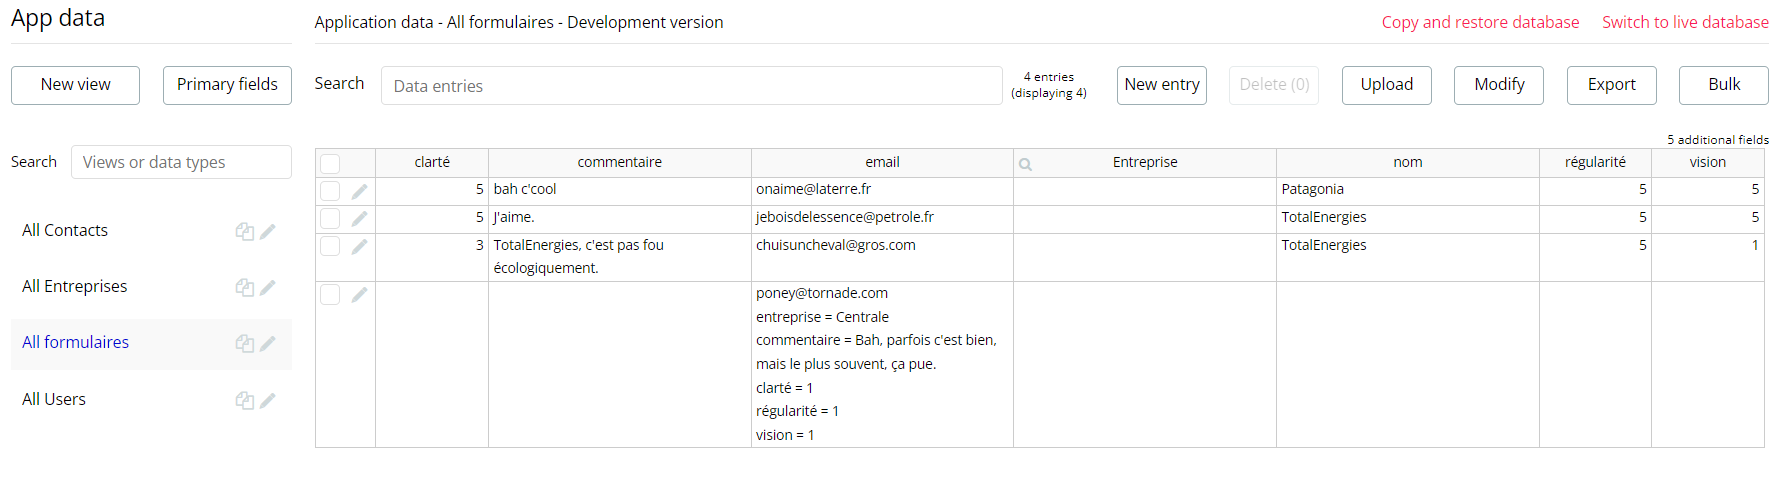 App data
Application data - All formulaires - Development version
Copy and restore database
Switch to live database
New view
Primary fields
Search
Data entries
4 entries
(displaying 4)
New entry
Delete (0)
Upload
Modify
Export
Bulk
5 additional fields
Search
Views or data types
All Contacts
All Entreprises
All formulaires
All Users
clarté commentaire email Entreprise nom régularité vision
5 bah c'cool onaime@laterre.fr Patagonia 5 5
5 J'aime. jeboisdelessence@petrole.fr TotalEnergies 5 5
3 TotalEnergies, c'est pas fou chuisuncheval@gros.com TotalEnergies 5 1
écologiquement.
poney@tornade.com
entreprise = Centrale
commentaire = Bah, parfois c'est bien,
mais le plus souvent, ça pue.
clarté = 1
régularité = 1
vision = 1